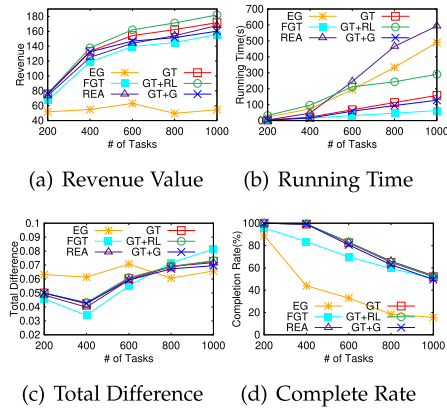 180
160
140
120
100
80
60
40
Revenue
EG
GT
FGT
GT+RL
REA
GT+G
200 400 600 800 1000
# of Tasks
(a) Revenue Value
700
600
500
400
300
200
100
0
Running Time(s)
EG
GT
FGT
GT+RL
REA
GT+G
200 400 600 800 1000
# of Tasks
(b) Running Time
0.1
0.09
0.08
0.07
0.06
0.05
0.04
0.03
0.02
Total Difference
EG
GT
FGT
GT+RL
REA
GT+G
200 400 600 800 1000
# of Tasks
(c) Total Difference
100
80
60
40
20
0
Completion Rate(%)
EG
GT
FGT
GT+RL
REA
GT+G
200 400 600 800 1000
# of Tasks
(d) Complete Rate